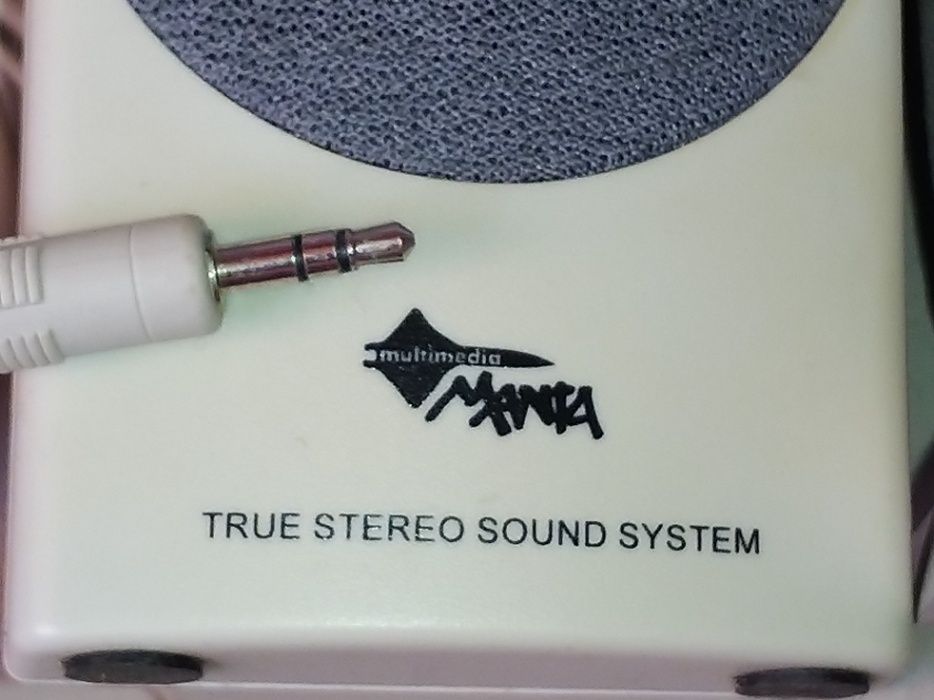 multimedia
MANTA
TRUE STEREO SOUND SYSTEM